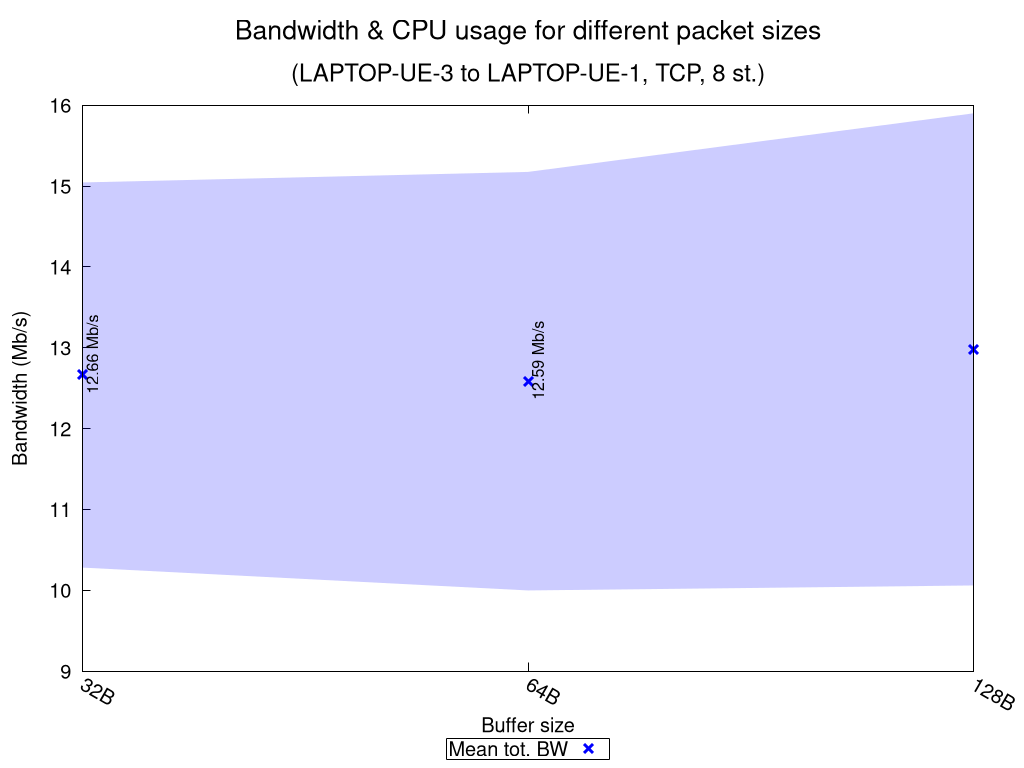 Bandwidth & CPU usage for different packet sizes
(LAPTOP-UE-3 to LAPTOP-UE-1, TCP, 8 st.)
16
15
14
13
12
11
10
9
Bandwidth (Mb/s)
12.66 Mb/s
12.59 Mb/s
32B
64B
128B
Buffer size
Mean tot. BW